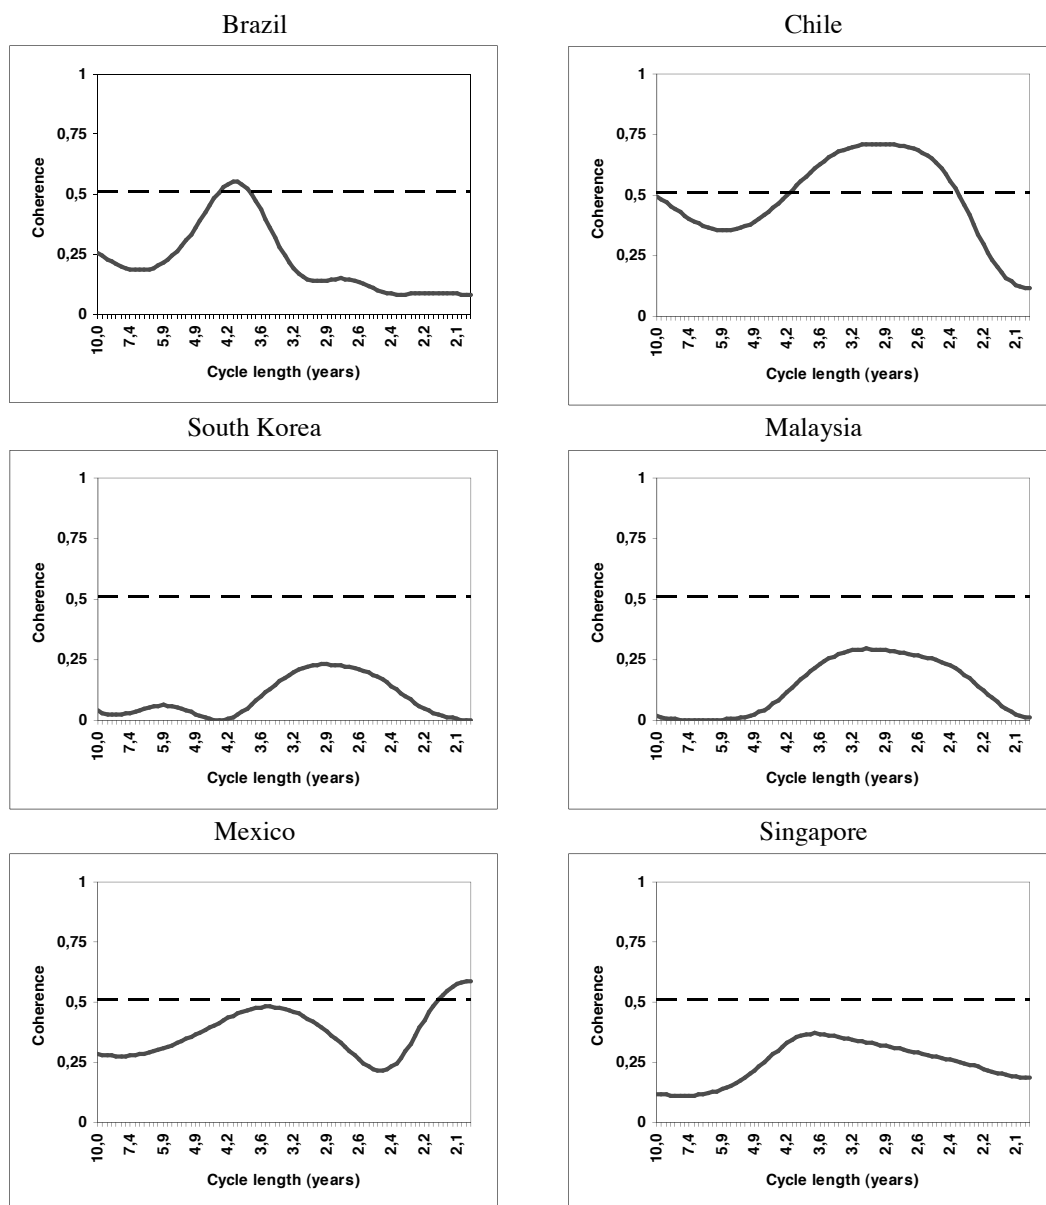 Brazil
1
0,75
0,5
0,25
0
Coherence
10,0 7,4 5,9 4,9 4,2 3,6 3,2 2,9 2,6 2,4 2,2 2,1
Cycle length (years)
Chile
1
0,75
0,5
0,25
0
Coherence
10,0 7,4 5,9 4,9 4,2 3,6 3,2 2,9 2,6 2,4 2,2 2,1
Cycle length (years)
South Korea
1
0,75
0,5
0,25
0
Coherence
10,0 7,4 5,9 4,9 4,2 3,6 3,2 2,9 2,6 2,4 2,2 2,1
Cycle length (years)
Malaysia
1
0,75
0,5
0,25
0
Coherence
10,0 7,4 5,9 4,9 4,2 3,6 3,2 2,9 2,6 2,4 2,2 2,1
Cycle length (years)
Mexico
1
0,75
0,5
0,25
0
Coherence
10,0 7,4 5,9 4,9 4,2 3,6 3,2 2,9 2,6 2,4 2,2 2,1
Cycle length (years)
Singapore
1
0,75
0,5
0,25
0
Coherence
10,0 7,4 5,9 4,9 4,2 3,6 3,2 2,9 2,6 2,4 2,2 2,1
Cycle length (years)